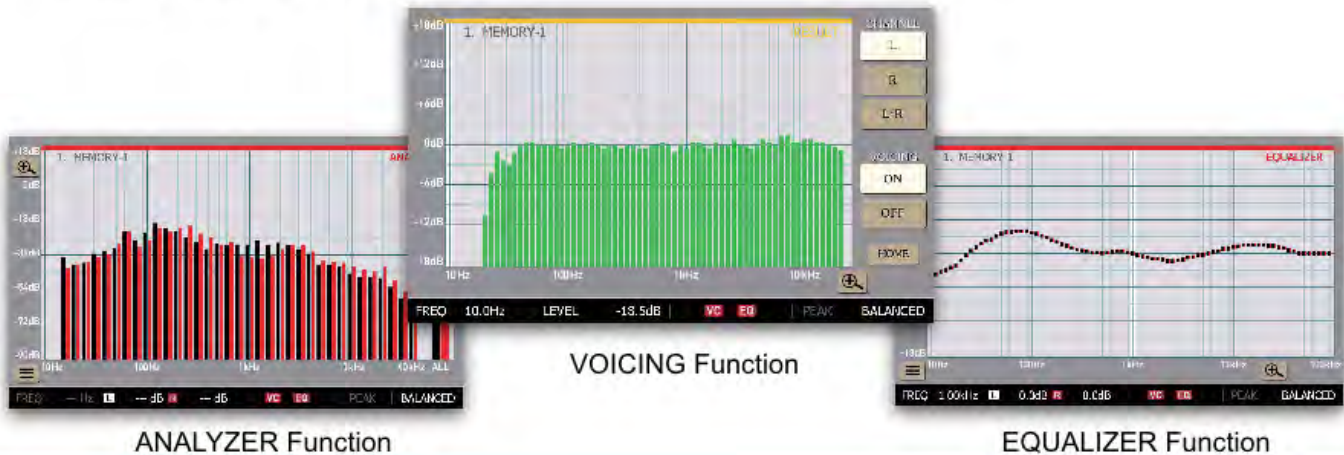 1. MEMORY-1
CHANNEL
L
R
L+R
VOICING
ON
OFF
HOME
0dB
-6dB
-12dB
10Hz
100Hz
1kHz
10kHz
FREQ 10.0Hz LEVEL -18.5dB VC EQ PEAK BALANCED
VOICING Function
1. MEMORY-1
100Hz
1kHz
ALL
FREQ --- Hz L --- dB R --- dB VC EQ PEAK BALANCED
ANALYZER Function
1. MEMORY-1 EQUALIZER
FREQ 1.00kHz L 0.0dB R 0.0dB VC EQ PEAK BALANCED
EQUALIZER Function